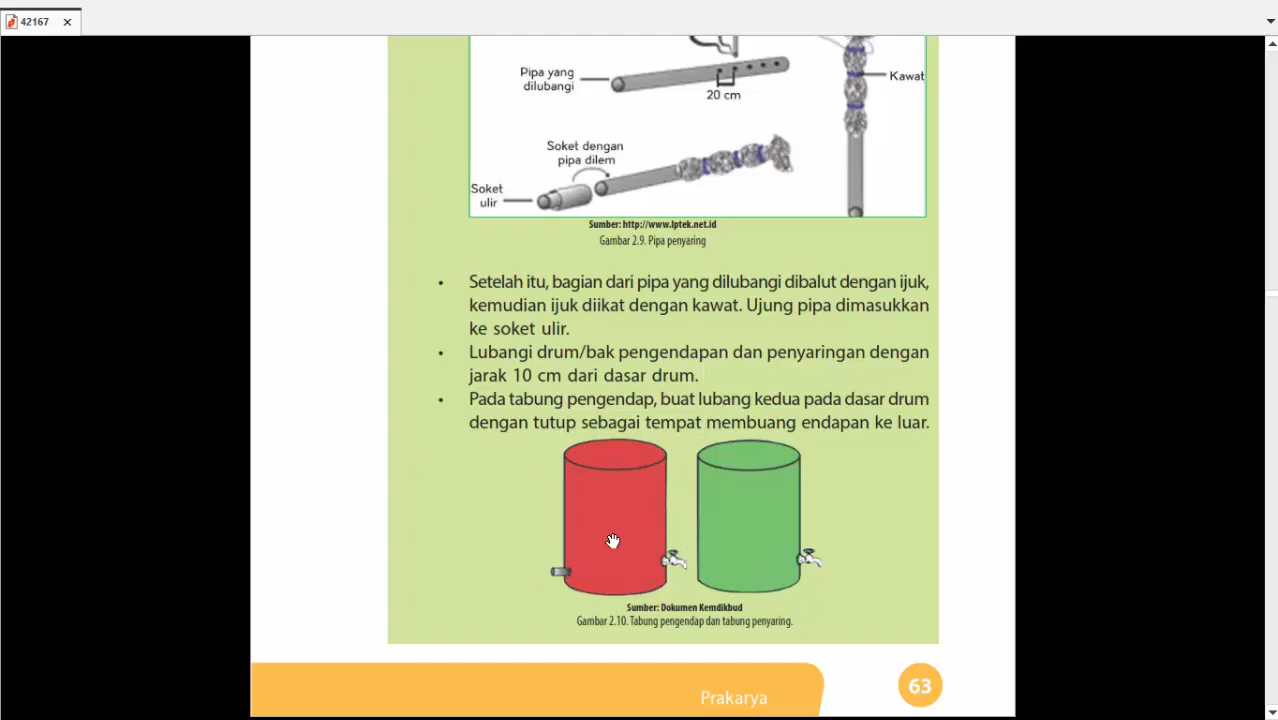 42167
Pipa yang
dilubangi
20 cm
Kawat
Soket dengan
pipa dilem
Soket
ulir
Sumber: http://www.lptek.net.id
Gambar 2.9. Pipa penyaring
• Setelah itu, bagian dari pipa yang dilubangi dibalut dengan ijuk,
kemudian ijuk diikat dengan kawat. Ujung pipa dimasukkan
ke soket ulir.
• Lubangi drum/bak pengendapan dan penyaringan dengan
jarak 10 cm dari dasar drum.
• Pada tabung pengendap, buat lubang kedua pada dasar drum
dengan tutup sebagai tempat membuang endapan ke luar.
Sumber: Dokumen Kemdikbud
Gambar 2.10. Tabung pengendap dan tabung penyaring.
Prakarya
63